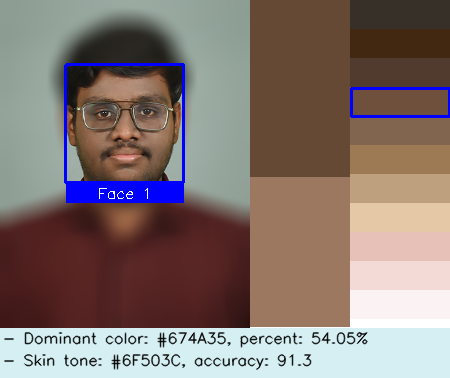 Face 1
− Dominant color: #674A35, percent: 54.05%
− Skin tone: #6F503C, accuracy: 91.3